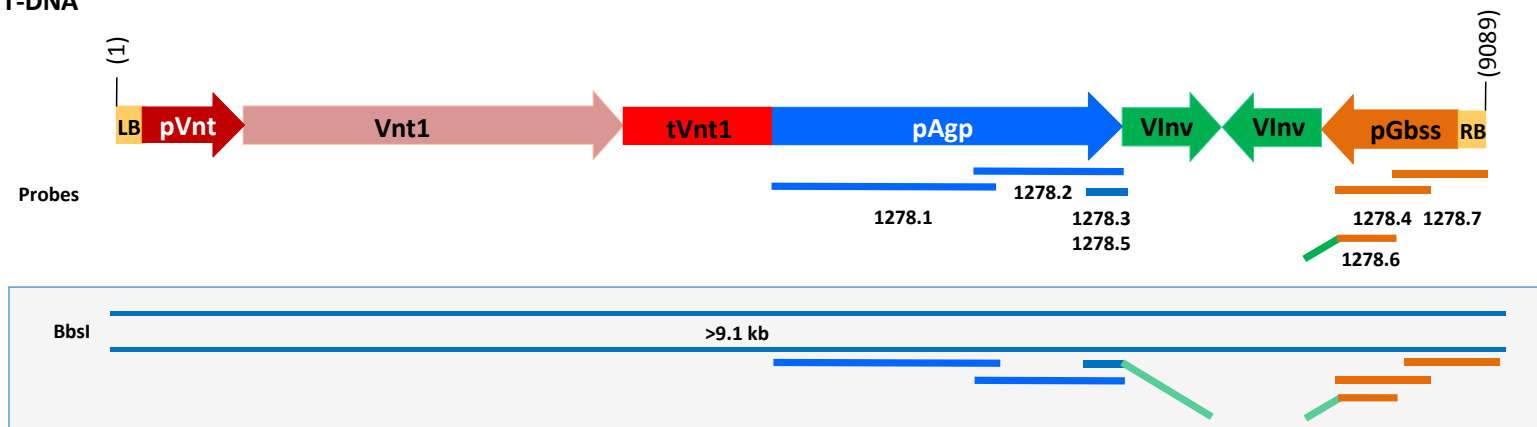 T-DNA
(1)
(9089)
LB pVnt Vnt1 tVnt1 pAgp VInv VInv pGbss RB
Probes
1278.2
1278.1 1278.3 1278.4 1278.7
1278.5
1278.6
BbsI >9.1 kb